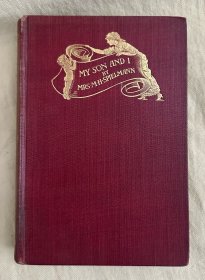 MY SON AND I
BY
MRS. M. H. SPIELMANN